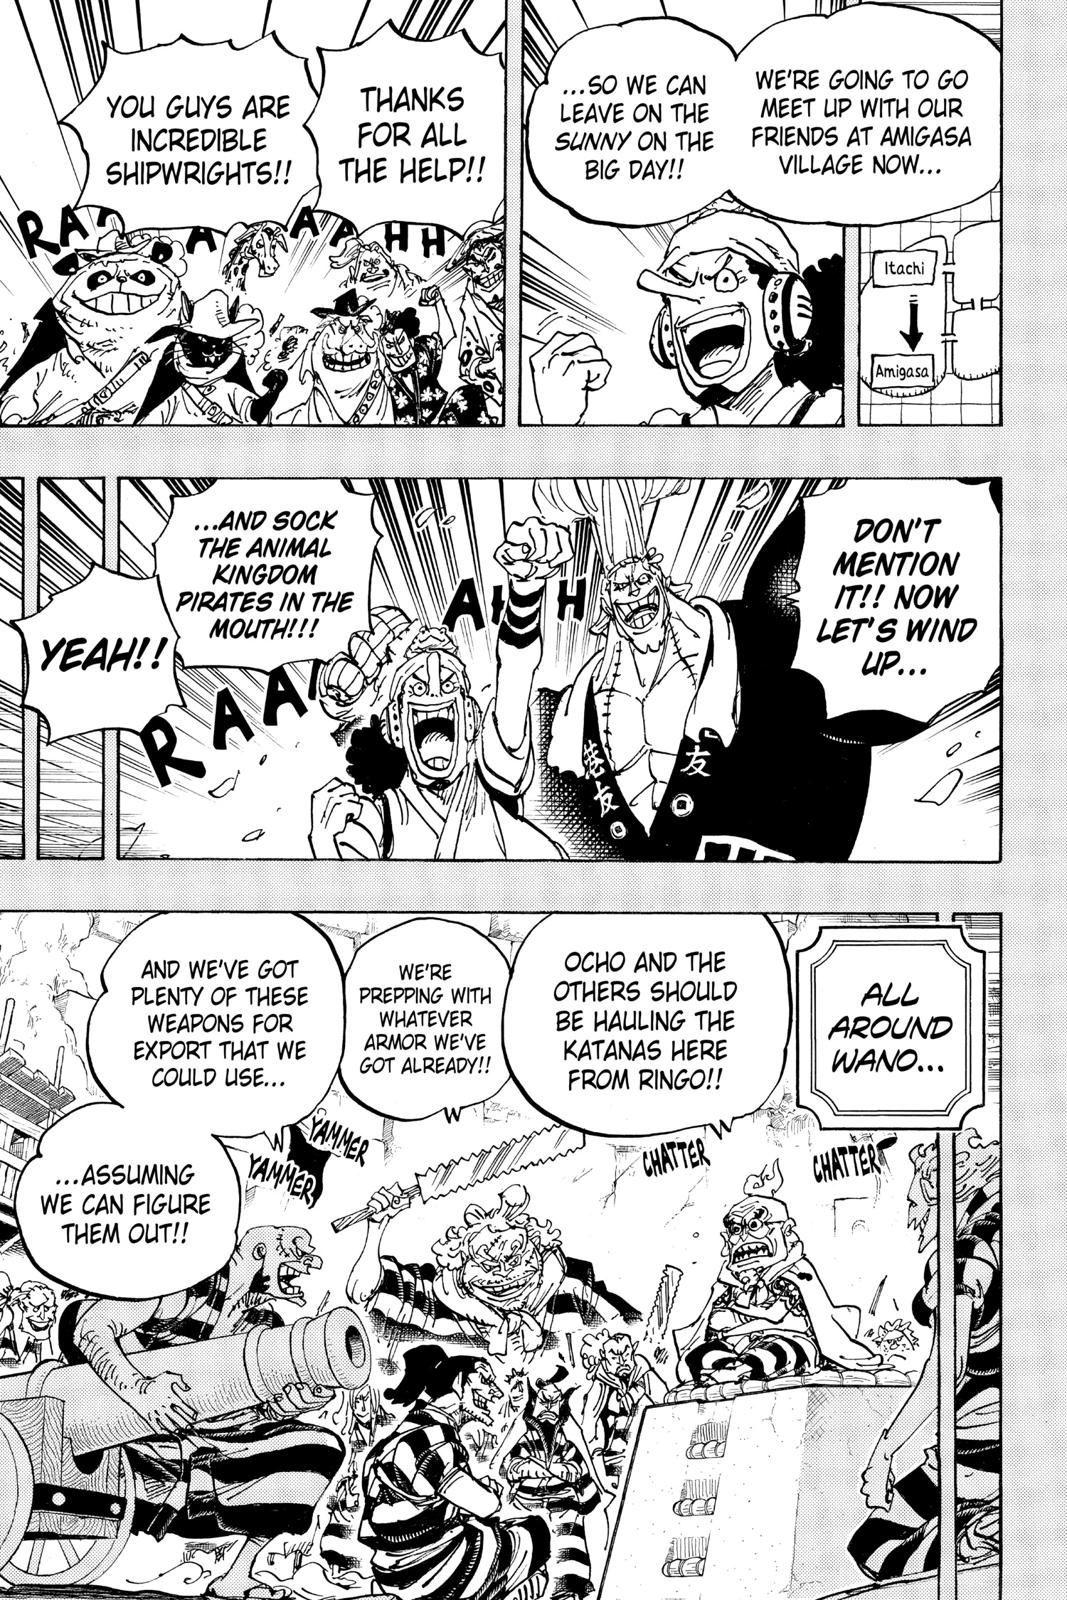 WE'RE GOING TO GO
MEET UP WITH OUR
FRIENDS AT AMIGASA
VILLAGE NOW...
...SO WE CAN
LEAVE ON THE
SUNNY ON THE
BIG DAY!!
Itachi
Amigasa
THANKS
FOR ALL
THE HELP!!
YOU GUYS ARE
INCREDIBLE
SHIPWRIGHTS!!
RAAAAAHH
DON'T
MENTION
IT!! NOW
LET'S WIND
UP...
友
港
友
...AND SOCK
THE ANIMAL
KINGDOM
PIRATES IN THE
MOUTH!!!
YEAH!!
RAAAAHH
ALL
AROUND
WANO...
OCHO AND THE
OTHERS SHOULD
BE HAULING THE
KATANAS HERE
FROM RINGO!!
WE'RE
PREPPING WITH
WHATEVER
ARMOR WE'VE
GOT ALREADY!!
AND WE'VE GOT
PLENTY OF THESE
WEAPONS FOR
EXPORT THAT WE
COULD USE...
...ASSUMING
WE CAN FIGURE
THEM OUT!!
CHATTER
CHATTER
YAMMER
YAMMER